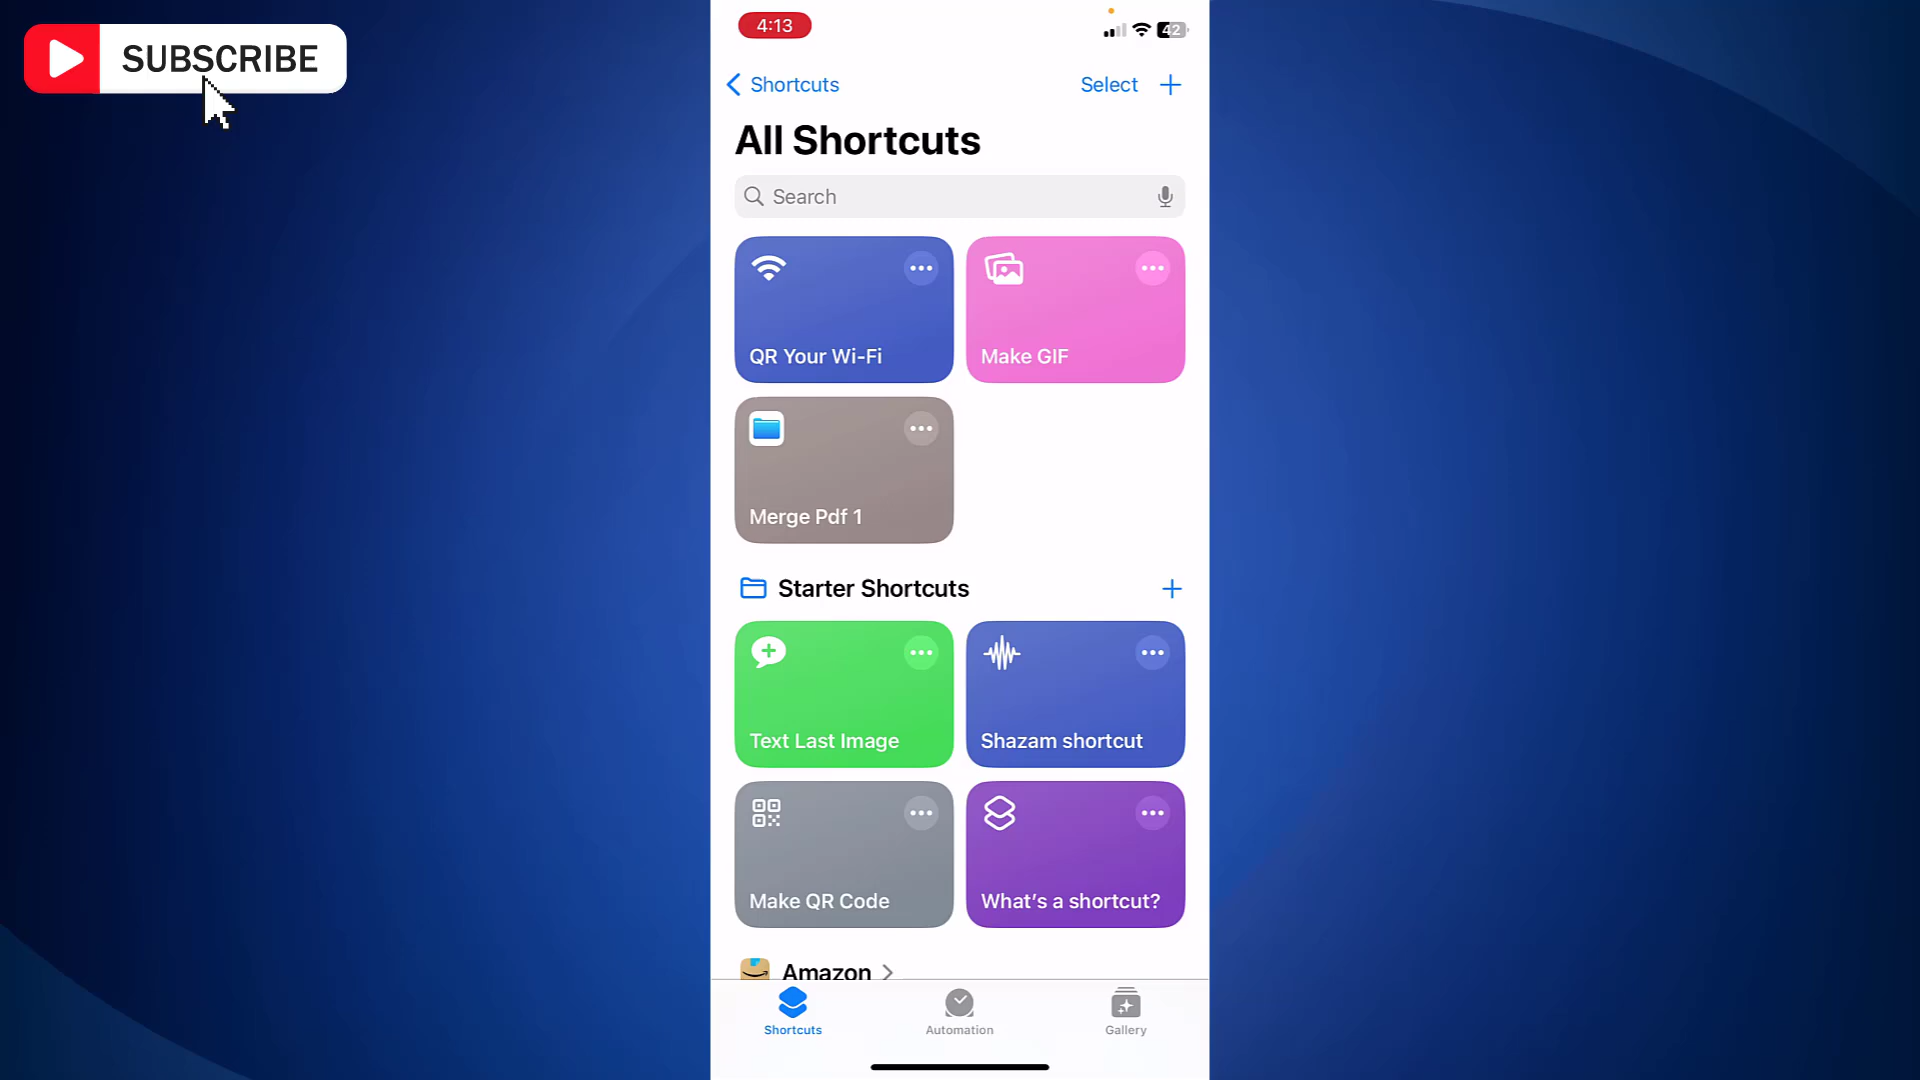 SUBSCRIBE
4:13
42
Shortcuts
Select
All Shortcuts
Search
QR Your Wi-Fi
Make GIF
Merge Pdf 1
Starter Shortcuts
Text Last Image
Shazam shortcut
Make QR Code
What's a shortcut?
Amazon
Shortcuts
Automation
Gallery